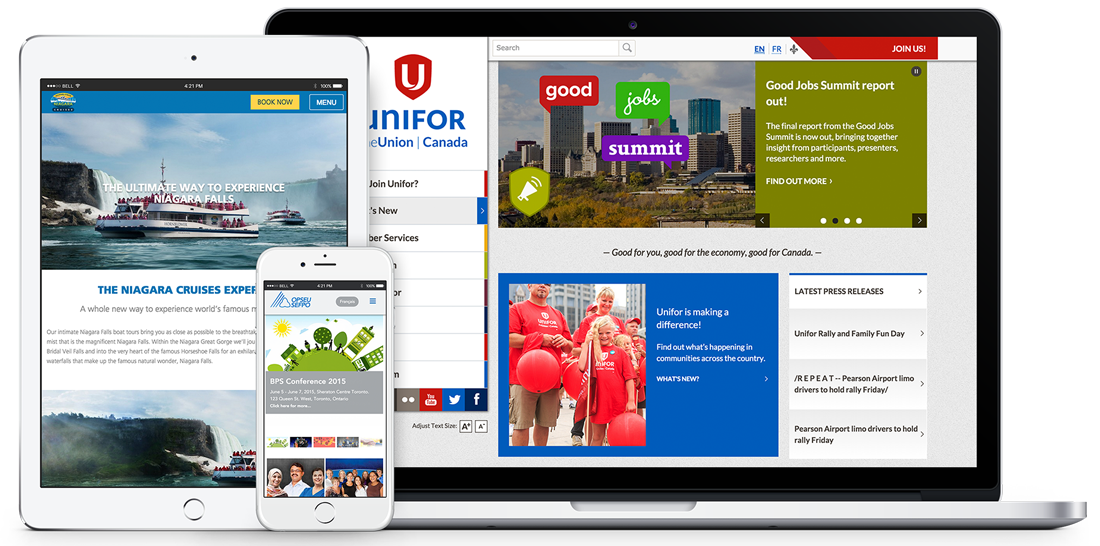 BELL
4:21 PM
100%
NIAGARA
BOOK NOW
MENU
THE ULTIMATE WAY TO EXPERIENCE
NIAGARA FALLS
THE NIAGARA CRUISES EXPER
A whole new way to experience world's famous
Our intimate Niagara Falls boat tours bring you as close as possible to the breathtak
mist that is the magnificent Niagara Falls. Within the Niagara Great Gorge we'll
Bridal Veil Falls and into the very heart of the famous Horseshoe Falls for an exhilar
waterfalls that make up the famous natural wonder, Niagara Falls.
BELL
4:21 PM
100%
OPSEU
SEFPO
Français
BPS Conference 2015
June 5 - June 7, 2015, Sheraton Centre Toronto
123 Queen St. West, Toronto, Ontario
Click here for more...
UNIFOR
theUnion | Canada
Join Unifor?
's New
ber Services
You
Tube
f
Adjust Text Size: A+ A-
Search
EN FR
JOIN US!
good
jobs
summit
Good Jobs Summit report
out!
The final report from the Good Jobs
Summit is now out, bringing together
insight from participants, presenters,
researchers and more.
FIND OUT MORE ›
— Good for you, good for the economy, good for Canada. —
UNIFOR
UNIFOR
Unifor is making a
difference!
Find out what's happening in
communities across the country.
WHAT'S NEW? ›
LATEST PRESS RELEASES ›
Unifor Rally and Family Fun Day ›
/R E P E A T -- Pearson Airport limo
drivers to hold rally Friday/ ›
Pearson Airport limo drivers to hold
rally Friday ›